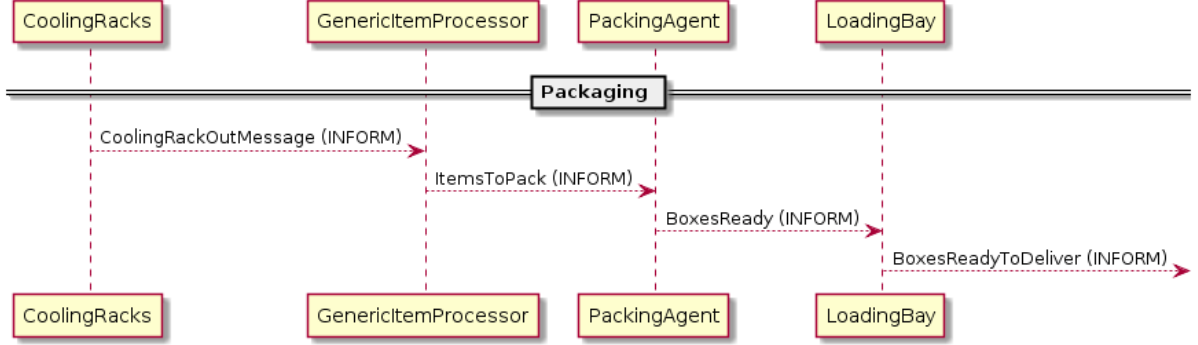 CoolingRacks GenericItemProcessor PackingAgent LoadingBay
Packaging
CoolingRackOutMessage (INFORM)
ItemsToPack (INFORM)
BoxesReady (INFORM)
BoxesReadyToDeliver (INFORM)
CoolingRacks GenericItemProcessor PackingAgent LoadingBay